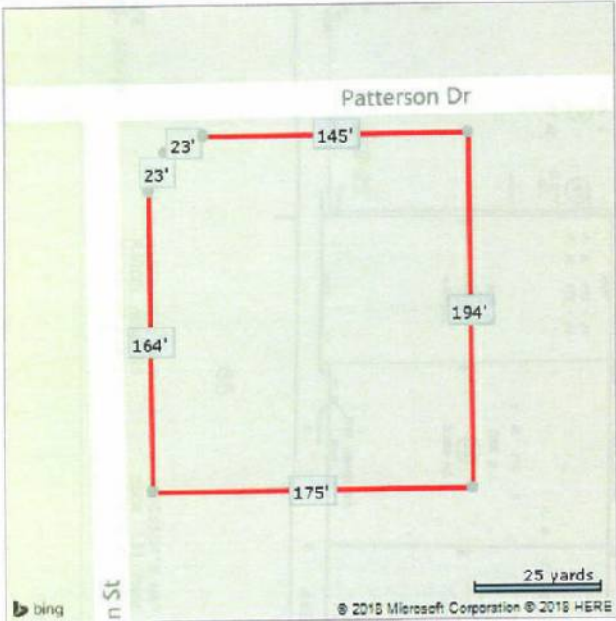 Patterson Dr
145'
23'
23'
194'
164'
175'
25 yards
n St
bing
© 2018 Microsoft Corporation © 2018 HERE